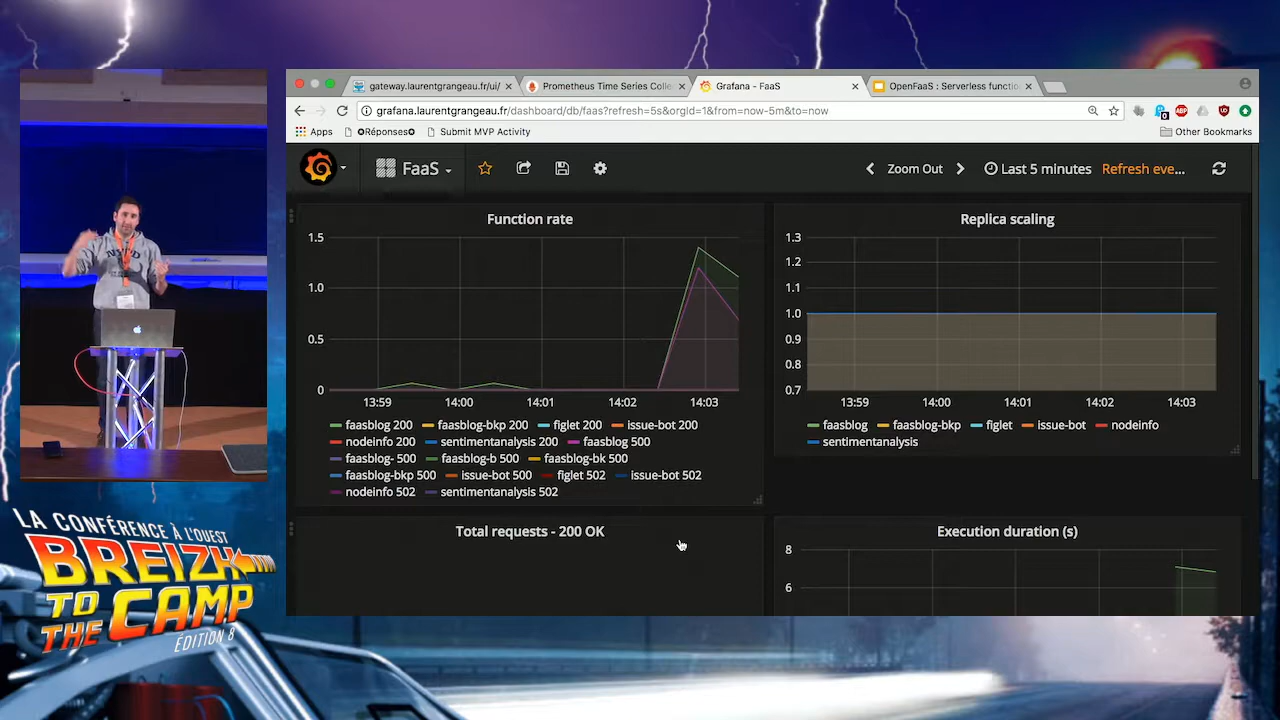 gateway.laurentgrangeau.fr/ui/
Prometheus Time Series Colle
Grafana - FaaS
OpenFaaS : Serverless functio
grafana.laurentgrangeau.fr/dashboard/db/faas?refresh=5s&orgId=1&from=now-5m&to=now
0
ABP
Apps
Réponses
Submit MVP Activity
Other Bookmarks
FaaS
Zoom Out
Last 5 minutes
Refresh eve...
Function rate
1.5
1.0
0.5
0
13:59
14:00
14:01
14:02
14:03
faasblog 200
faasblog-bkp 200
figlet 200
issue-bot 200
nodeinfo 200
sentimentanalysis 200
faasblog 500
faasblog- 500
faasblog-b 500
faasblog-bk 500
faasblog-bkp 500
issue-bot 500
figlet 502
issue-bot 502
nodeinfo 502
sentimentanalysis 502
Replica scaling
1.3
1.2
1.1
1.0
0.9
0.8
0.7
13:59
14:00
14:01
14:02
14:03
faasblog
faasblog-bkp
figlet
issue-bot
nodeinfo
sentimentanalysis
Total requests - 200 OK
Execution duration (s)
8
6
LA CONFÉRENCE À L'OUEST
BREIZH
TO
THE CAMP
ÉDITION 8